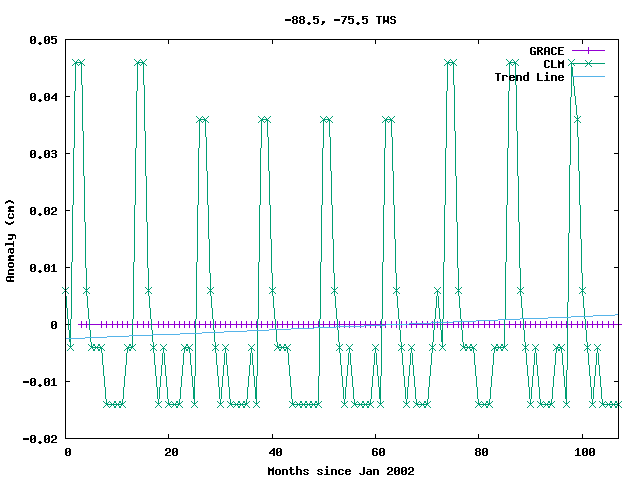 -88.5, -75.5 TWS
0.05
GRACE
CLM
Trend Line
0.04
0.03
0.02
0.01
0
-0.01
-0.02
Anomaly (cm)
0 20 40 60 80 100
Months since Jan 2002